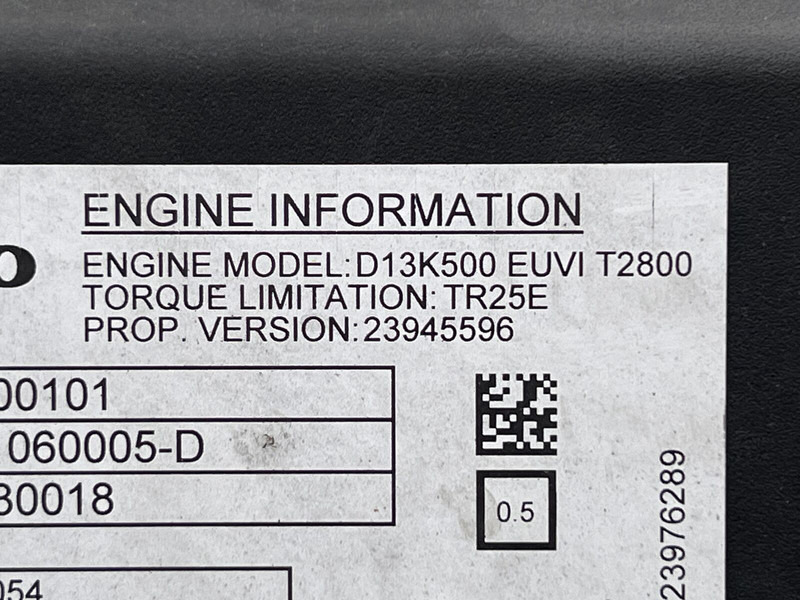 ENGINE INFORMATION
o
ENGINE MODEL:D13K500 EUVI T2800
TORQUE LIMITATION: TR25E
PROP. VERSION:23945596
00101
060005-D
30018
0.5
23976289
054